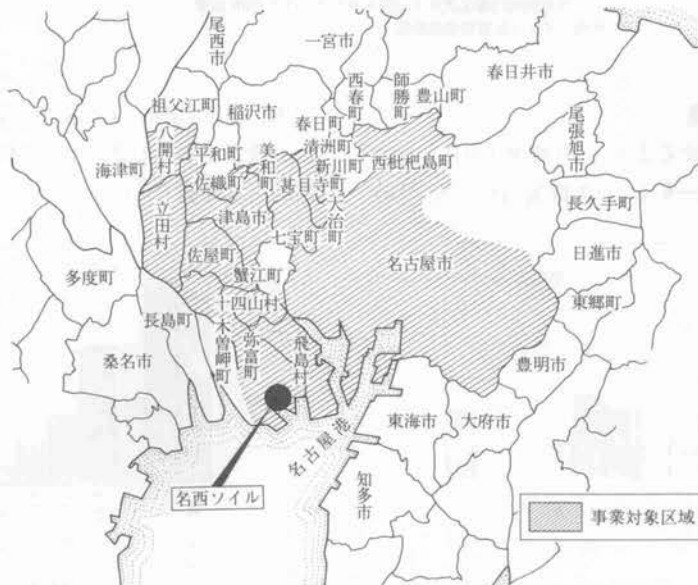 尾西市
一宮市
西春町
師勝町
豊山町
春日井市
祖父江町
稲沢市
春日町
清洲町
新川町
西枇杷島町
尾張旭市
八開村
平和町
美和町
甚目寺町
大治町
海津町
佐織町
長久手町
立田村
津島市
七宝町
名古屋市
日進市
佐屋町
蟹江町
多度町
十四山村
東郷町
長島町
木曽岬町
弥富町
飛島村
豊明市
桑名市
名古屋港
東海市
大府市
名西ソイル
知多市
事業対象区域